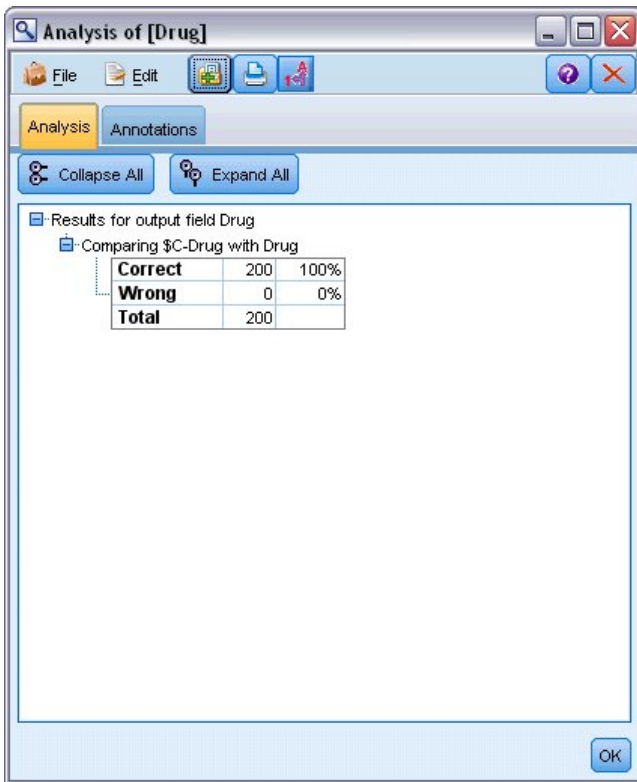 Analysis of [Drug]
File Edit
Analysis Annotations
Collapse All Expand All
Results for output field Drug
Comparing $C-Drug with Drug
Correct 200 100%
Wrong 0 0%
Total 200
OK